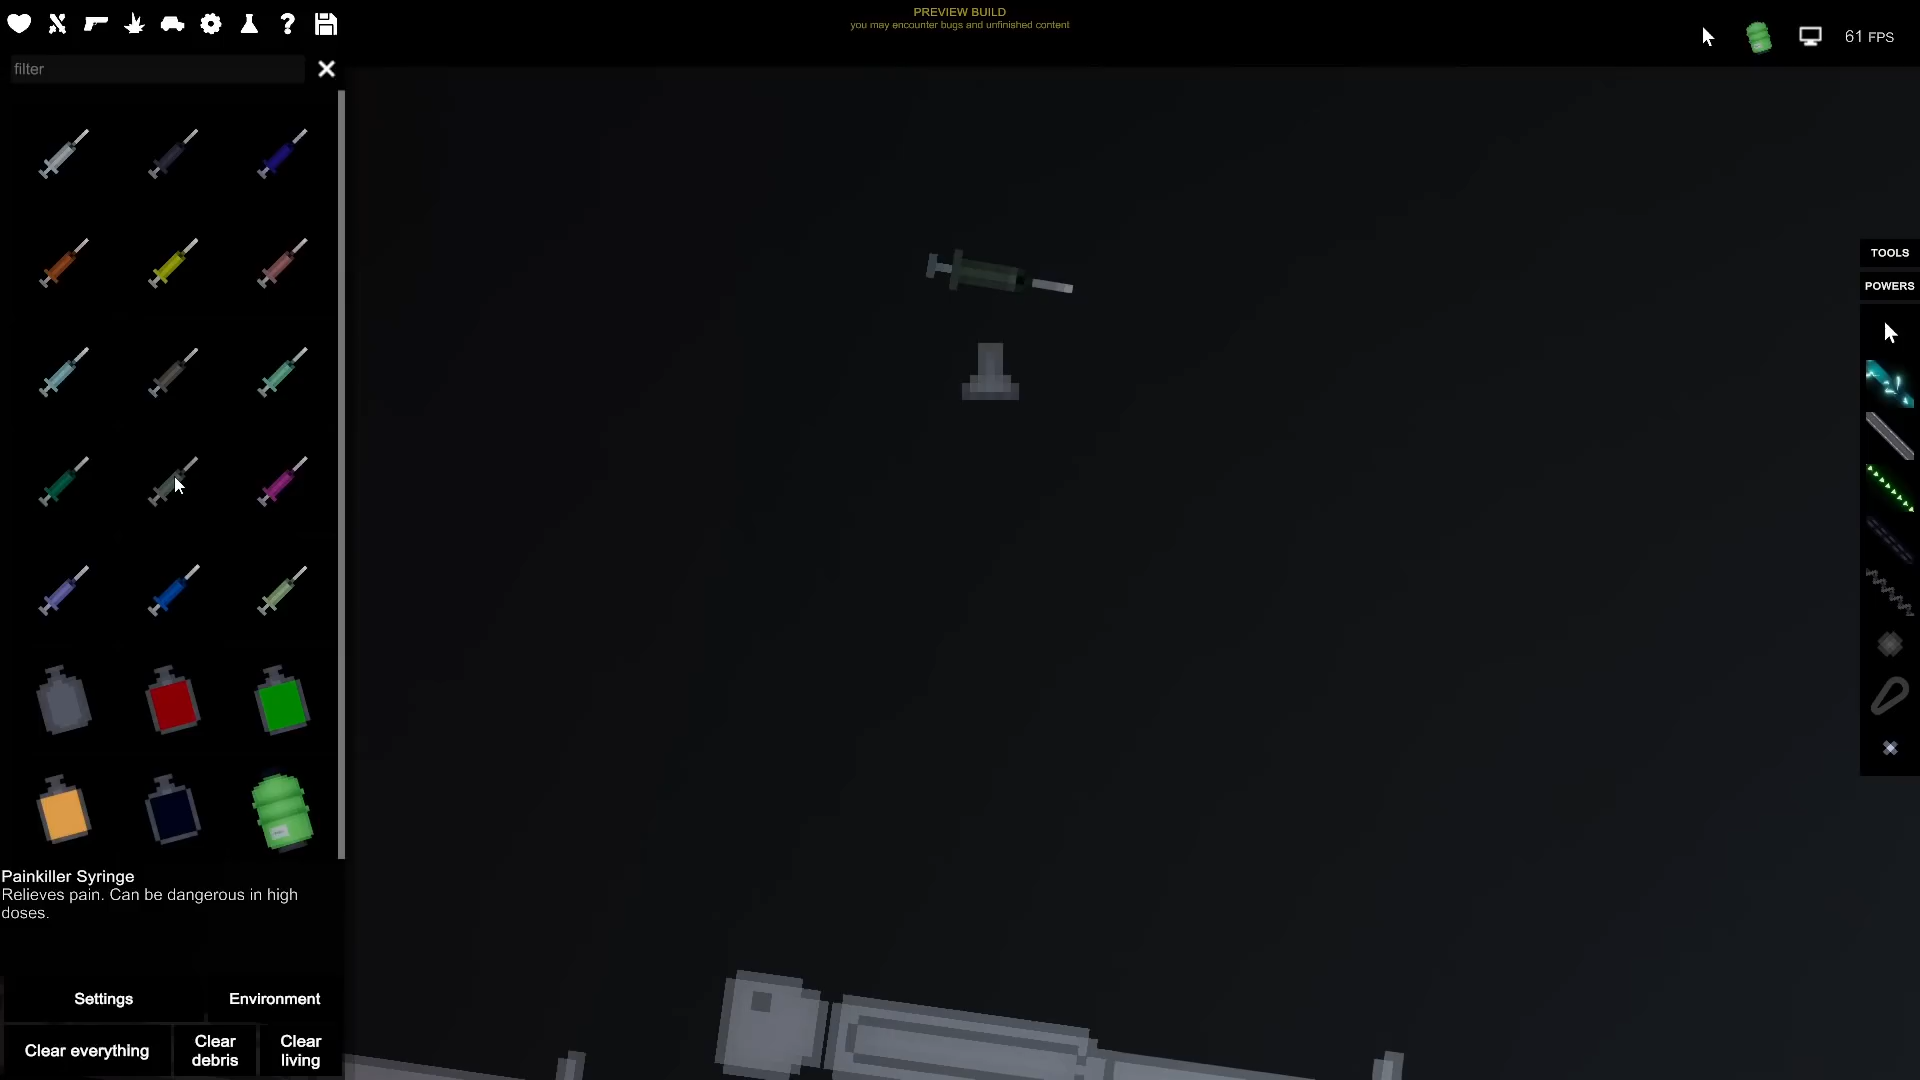 PREVIEW BUILD
you may encounter bugs and unfinished content
61 FPS
filter
TOOLS
POWERS
Painkiller Syringe
Relieves pain. Can be dangerous in high
doses.
Settings
Environment
Clear everything
Clear
debris
Clear
living